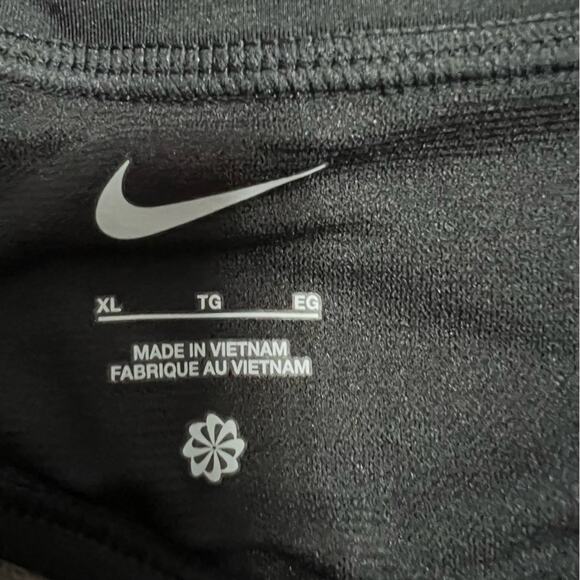 XL TG EG
MADE IN VIETNAM
FABRIQUE AU VIETNAM